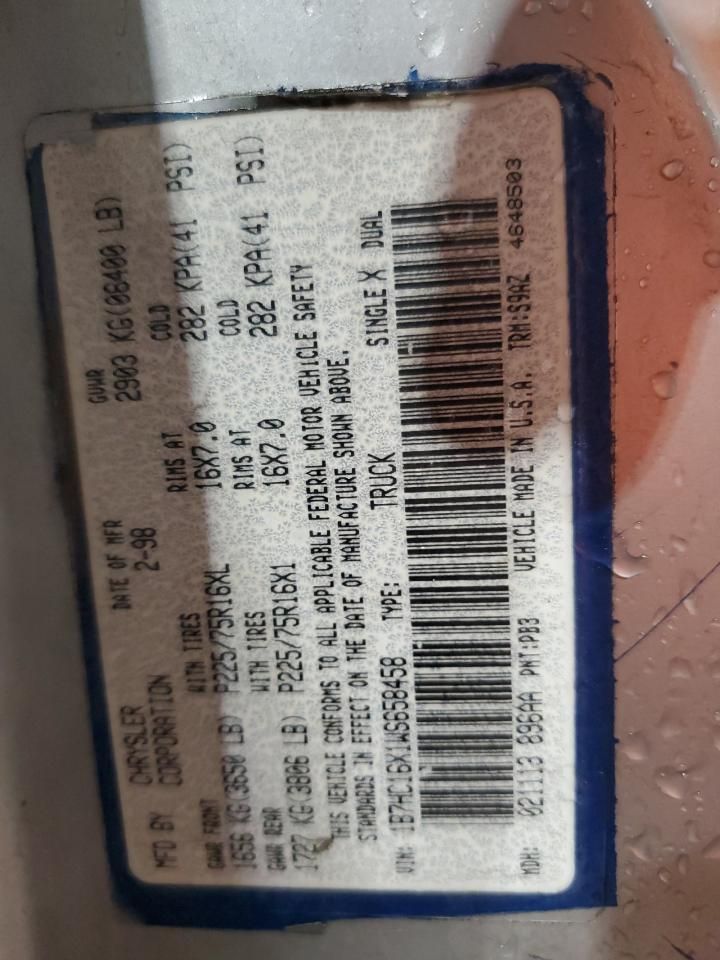 MFD BY CHRYSLER CORPORATION DATE OF MFR 2-98 GVWR 2903 KG(06400 LB)
GAWR FRONT WITH TIRES RIMS AT COLD
1656 KG(3650 LB) P225/75R16XL 16X7.0 282 KPA(41 PSI)
GAWR REAR WITH TIRES RIMS AT COLD
1727 KG(3806 LB) P225/75R16X1 16X7.0 282 KPA(41 PSI)
THIS VEHICLE CONFORMS TO ALL APPLICABLE FEDERAL MOTOR VEHICLE SAFETY
STANDARDS IN EFFECT ON THE DATE OF MANUFACTURE SHOWN ABOVE.
VIN: 1B7HC16X1WS658458 TYPE: TRUCK SINGLE X DUAL
MDH: 021113 896AA PNT:PB3 VEHICLE MADE IN U.S.A. TRM:S9AZ 4648503